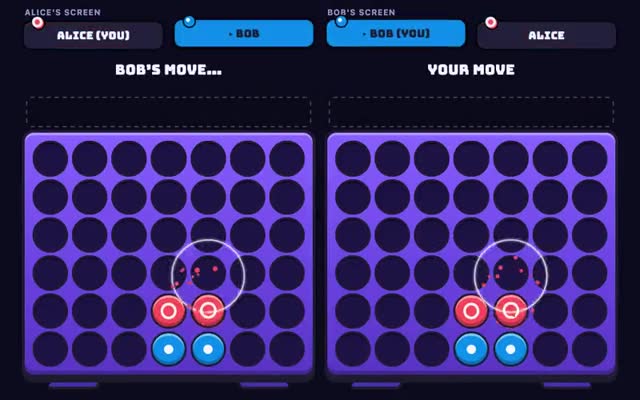 ALICE'S SCREEN
ALICE (YOU)
BOB
BOB'S MOVE...
BOB'S SCREEN
BOB (YOU)
ALICE
YOUR MOVE